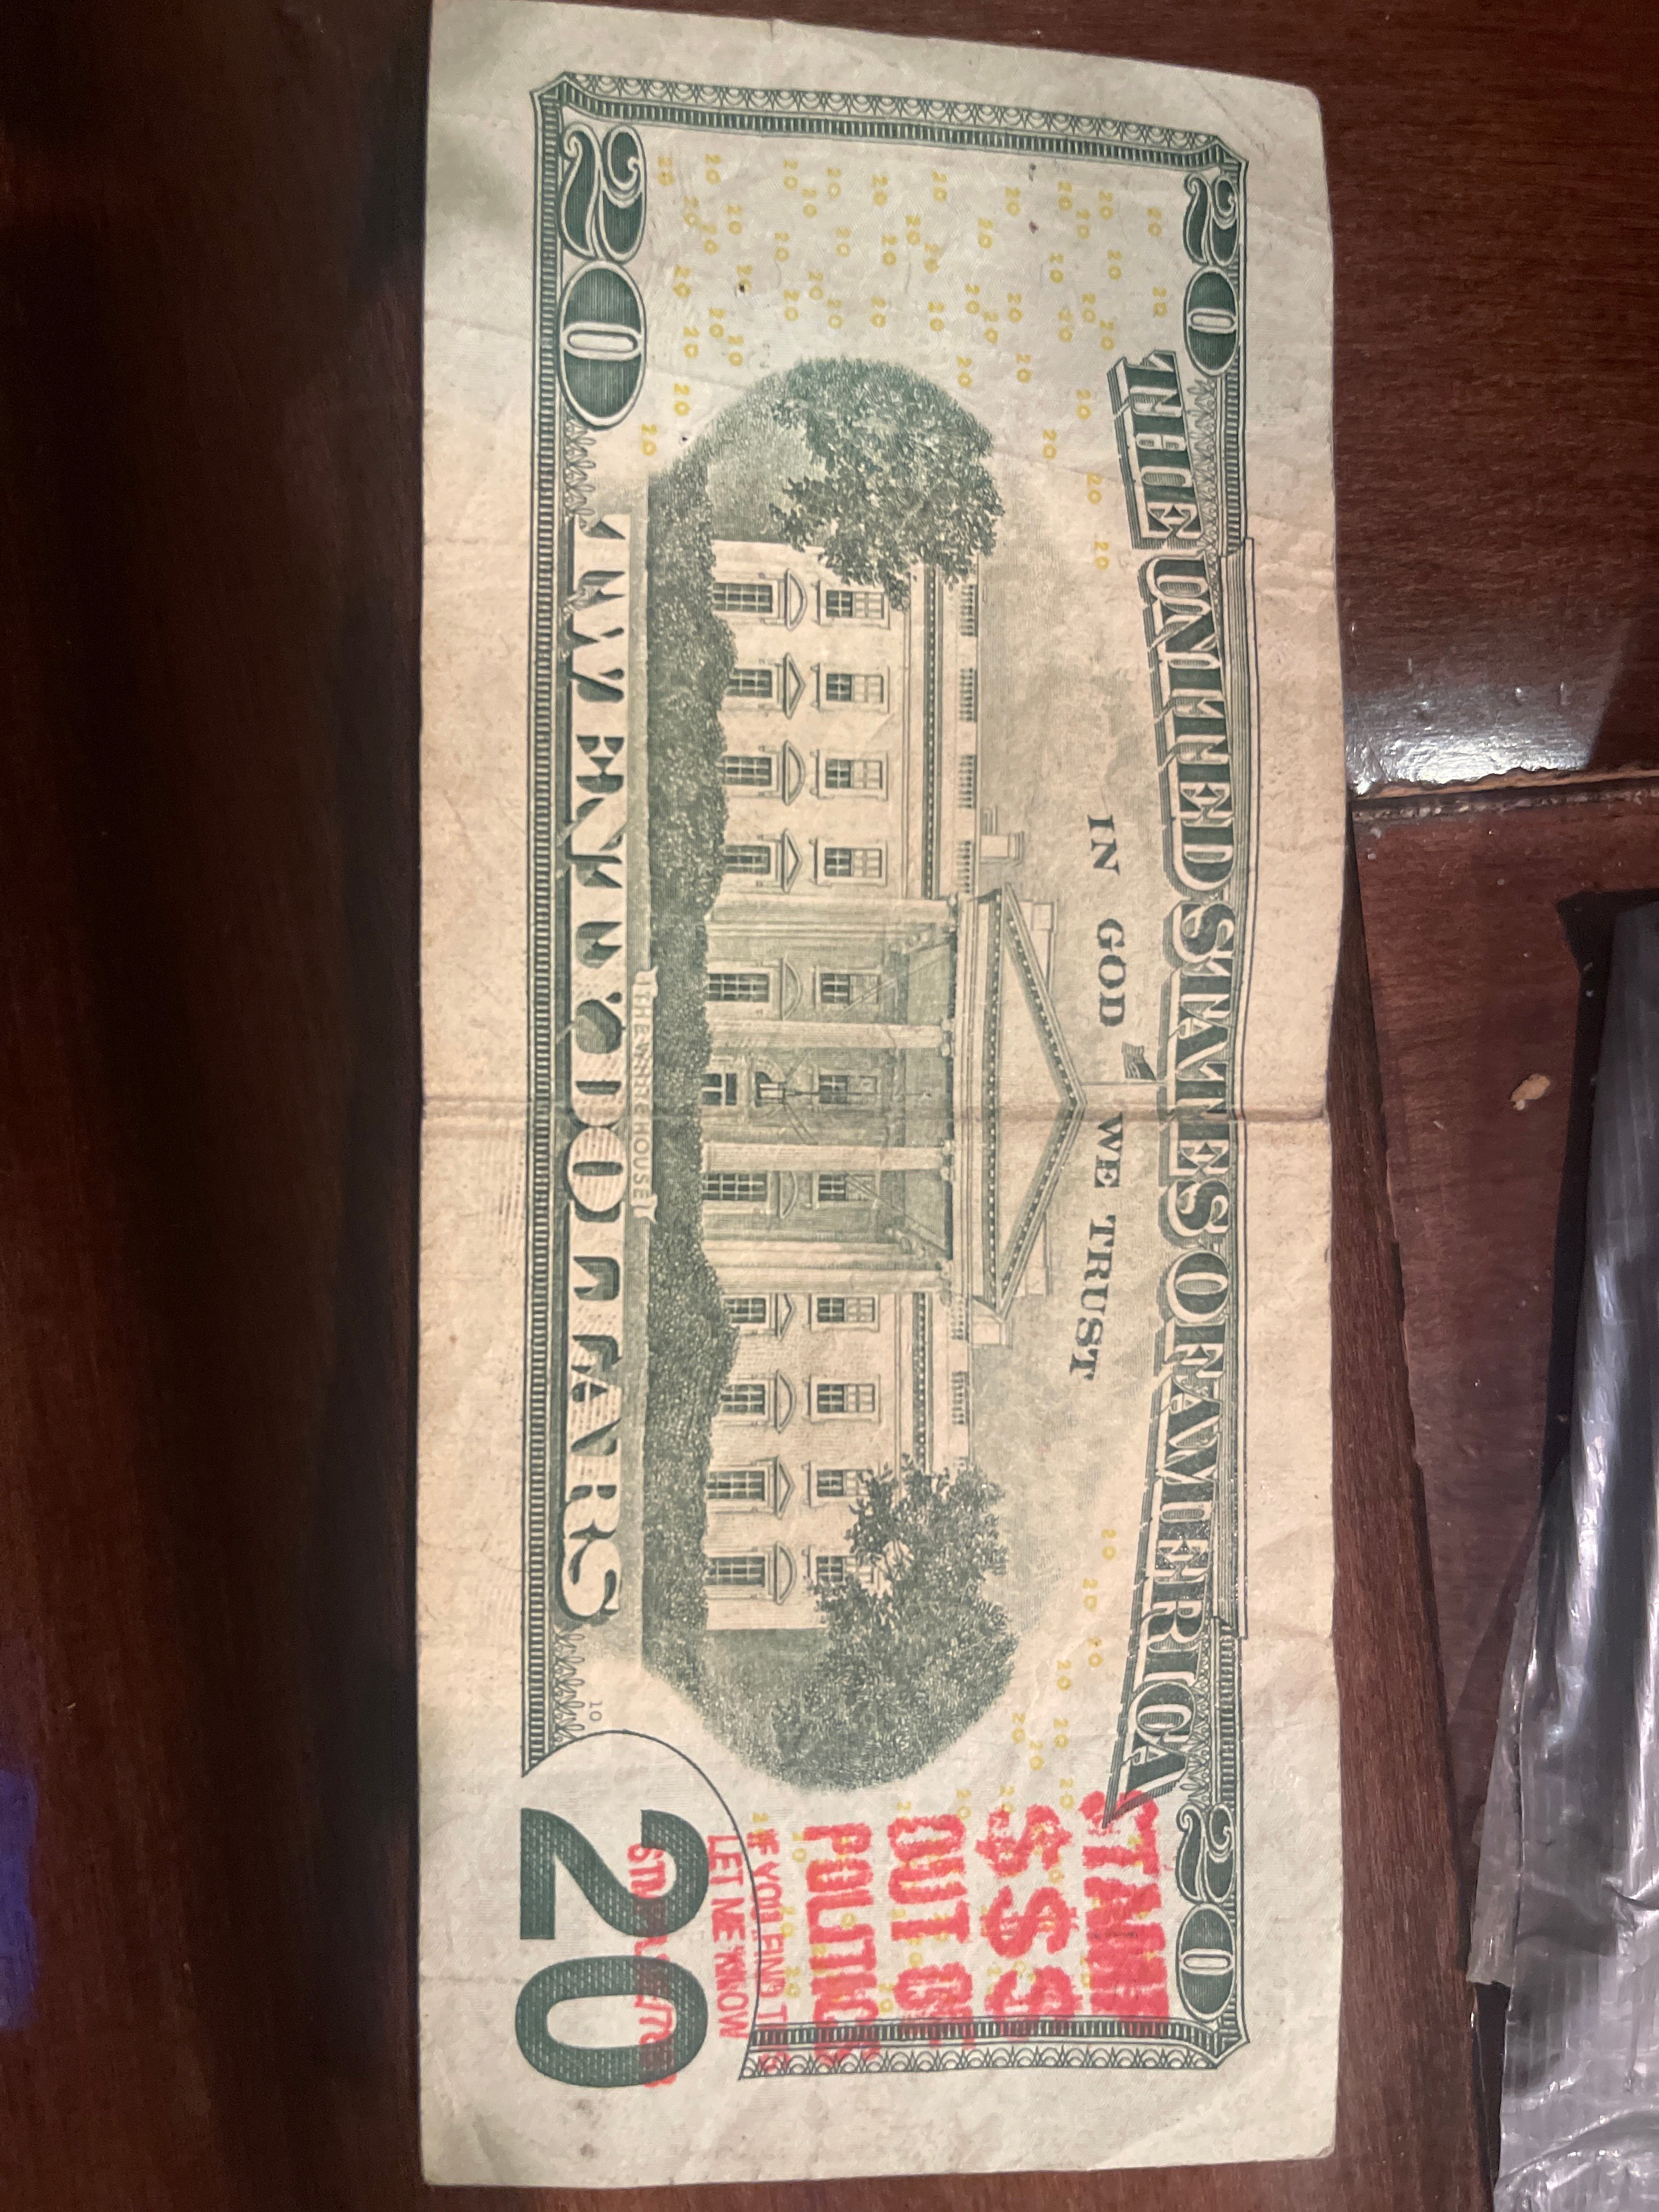 20
THE UNITED STATES OF AMERICA
20
IN GOD WE TRUST
THE WHITE HOUSE
20
TWENTY DOLLARS
10
20
STAMP
$$$
OUT OF
POLITICS
IF YOU FIND THIS
LET ME KNOW